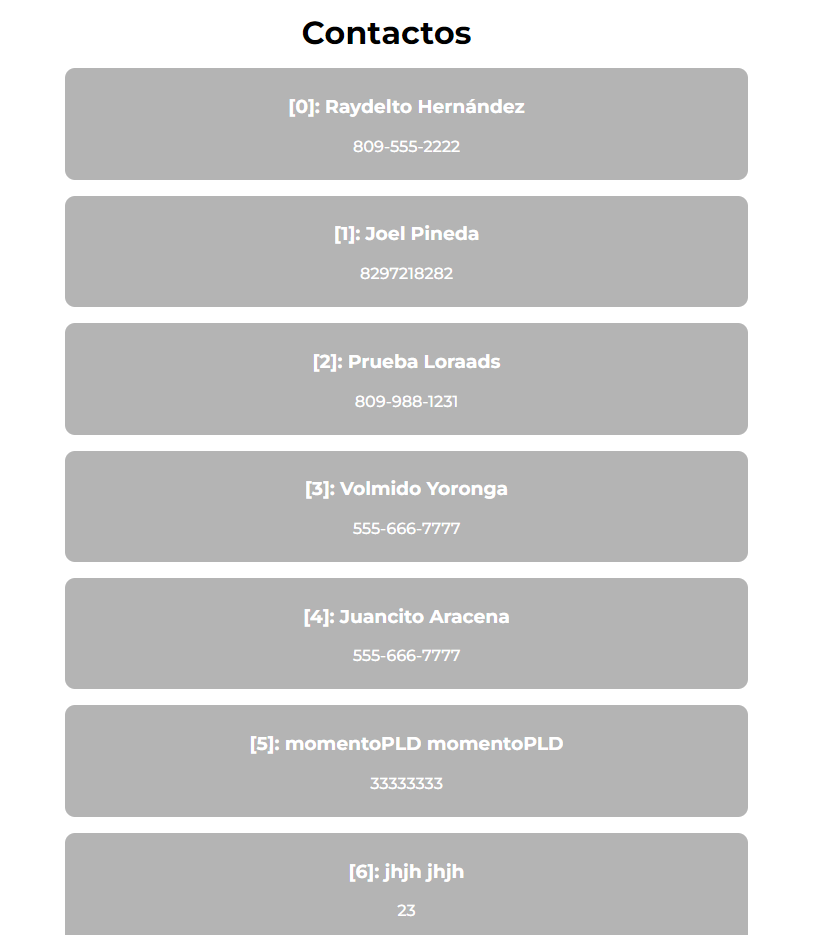 Contactos
[0]: Raydelto Hernández
809-555-2222
[1]: Joel Pineda
8297218282
[2]: Prueba Loraads
809-988-1231
[3]: Volmido Yoronga
555-666-7777
[4]: Juancito Aracena
555-666-7777
[5]: momentoPLD momentoPLD
33333333
[6]: jhjh jhjh
23